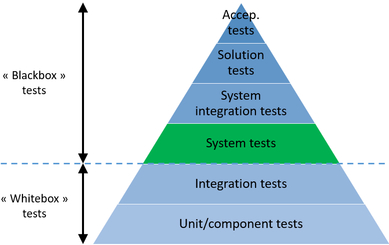 Accep.
tests
Solution
tests
« Blackbox »
tests
System
integration tests
System tests
Integration tests
« Whitebox »
tests
Unit/component tests